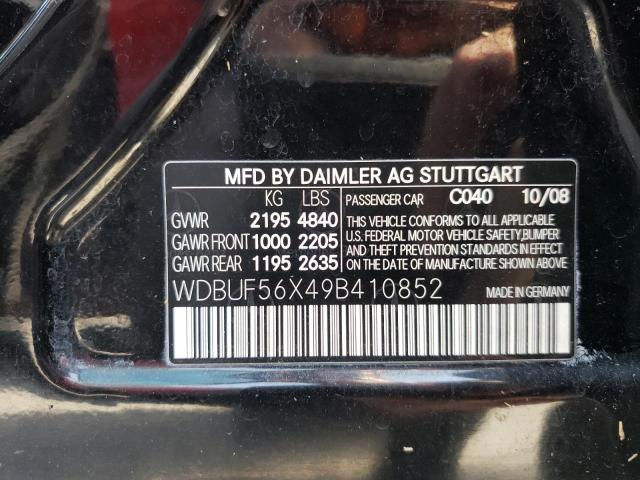 MFD BY DAIMLER AG STUTTGART
KG LBS PASSENGER CAR C040 10/08
GVWR 2195 4840 THIS VEHICLE CONFORMS TO ALL APPLICABLE
GAWR FRONT 1000 2205 U.S. FEDERAL MOTOR VEHICLE SAFETY, BUMPER
AND THEFT PREVENTION STANDARDS IN EFFECT
GAWR REAR 1195 2635 ON THE DATE OF MANUFACTURE SHOWN ABOVE.
WDBUF56X49B410852 MADE IN GERMANY